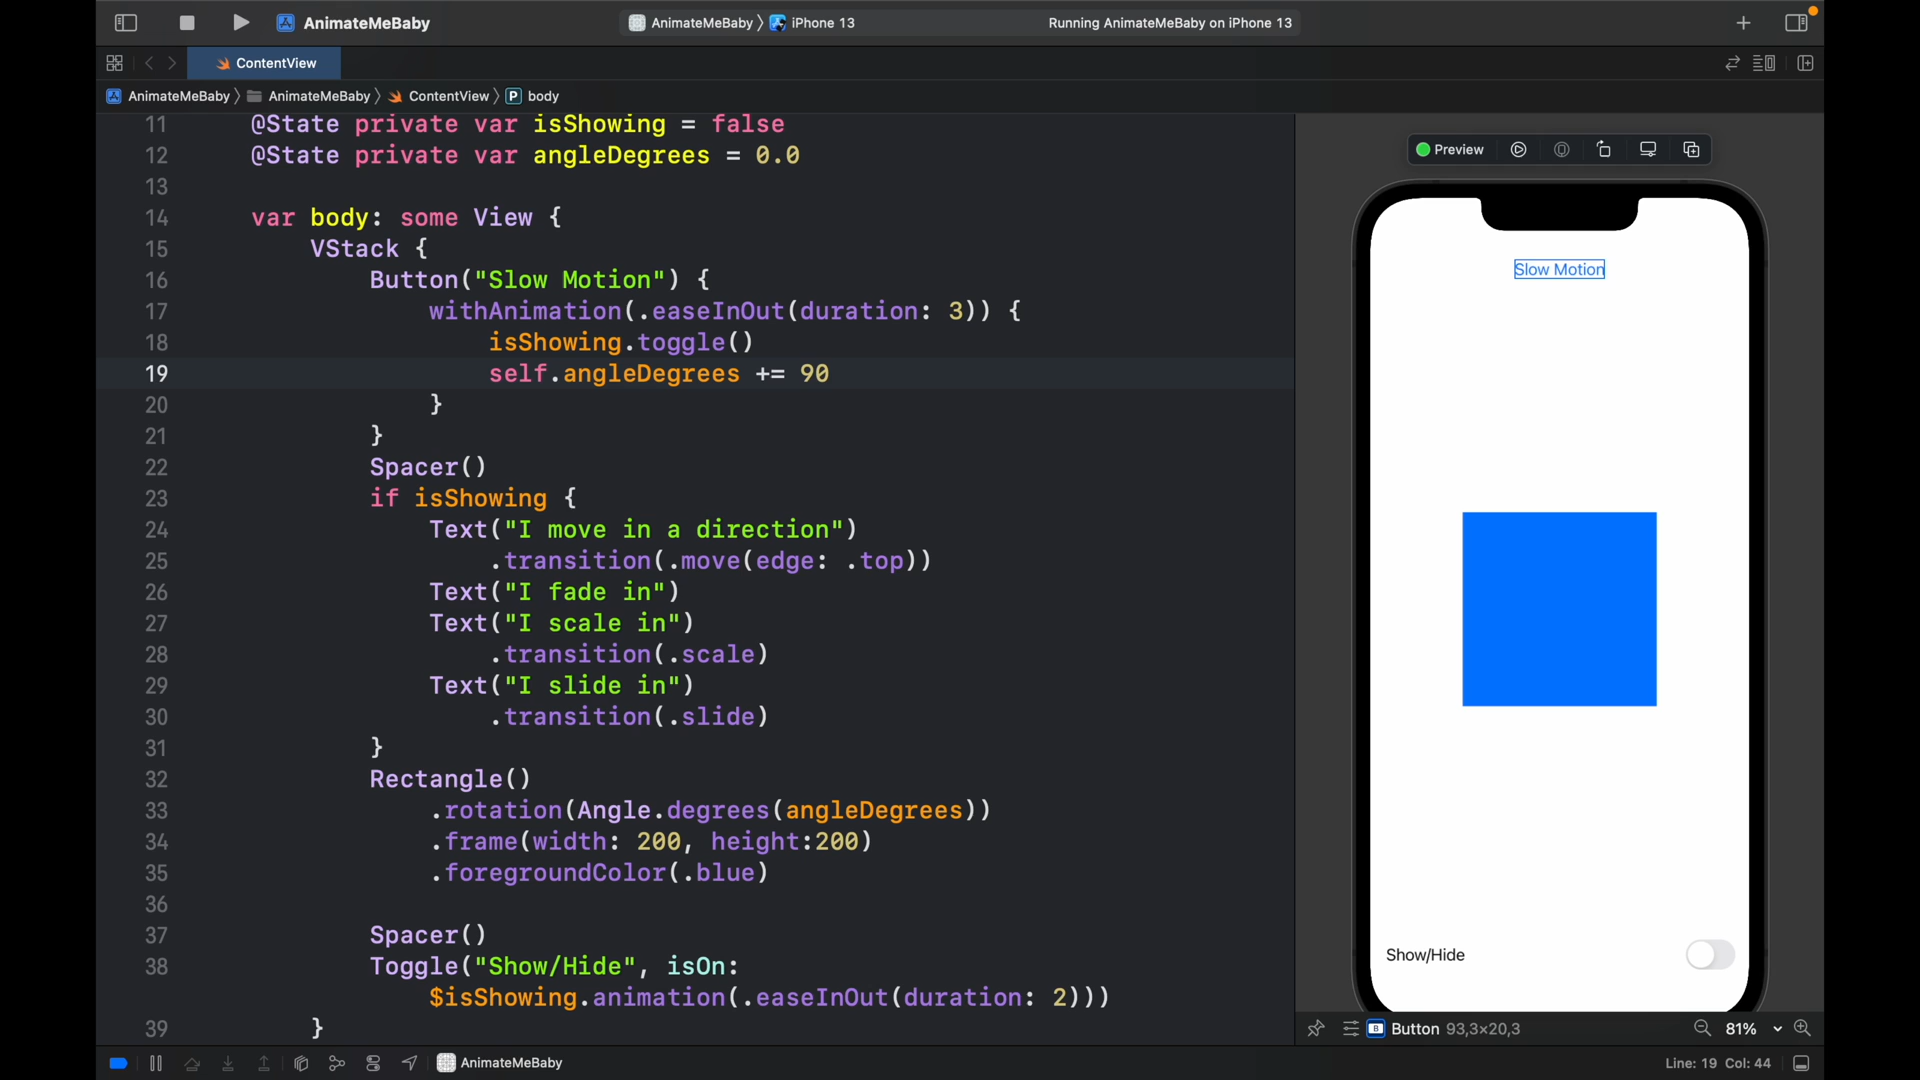 AnimateMeBaby
AnimateMeBaby 〉 iPhone 13
Running AnimateMeBaby on iPhone 13
ContentView
AnimateMeBaby 〉 AnimateMeBaby 〉 ContentView 〉 P body
11 @State private var isShowing = false
12 @State private var angleDegrees = 0.0
13
14 var body: some View {
15 VStack {
16 Button("Slow Motion") {
17 withAnimation(.easeInOut(duration: 3)) {
18 isShowing.toggle()
19 self.angleDegrees += 90
20 }
21 }
22 Spacer()
23 if isShowing {
24 Text("I move in a direction")
25 .transition(.move(edge: .top))
26 Text("I fade in")
27 Text("I scale in")
28 .transition(.scale)
29 Text("I slide in")
30 .transition(.slide)
31 }
32 Rectangle()
33 .rotation(Angle.degrees(angleDegrees))
34 .frame(width: 200, height:200)
35 .foregroundColor(.blue)
36
37 Spacer()
38 Toggle("Show/Hide", isOn:
$isShowing.animation(.easeInOut(duration: 2)))
39 }
Preview
Slow Motion
Show/Hide
B Button 93,3×20,3
81%
AnimateMeBaby
Line: 19 Col: 44